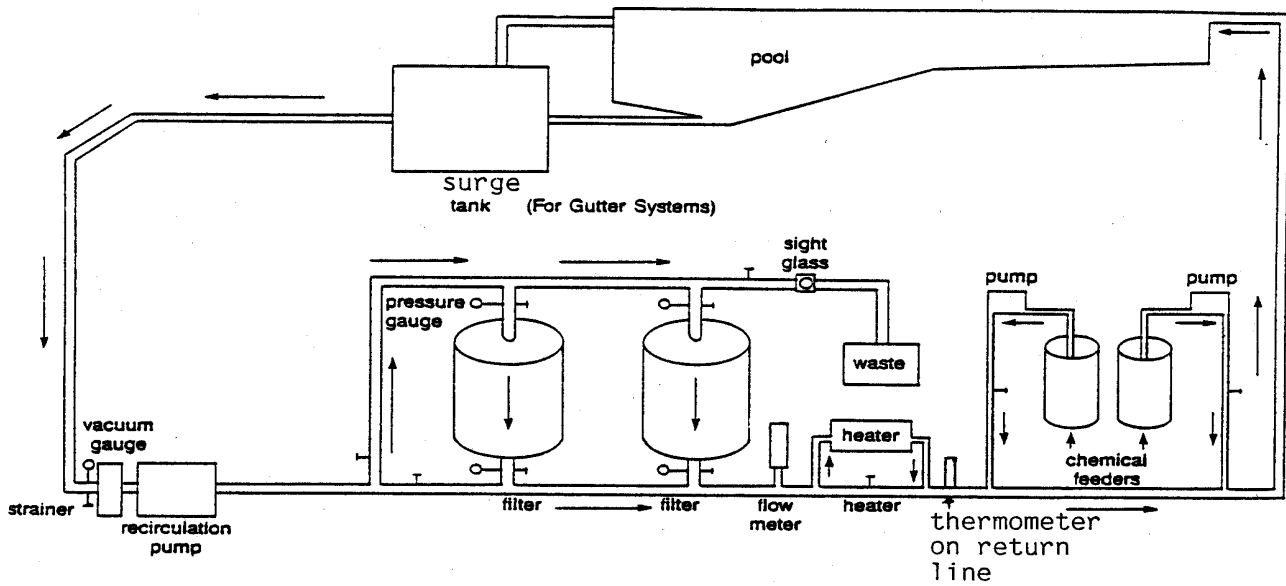 pool
surge
tank (For Gutter Systems)
sight
glass
pump
pump
pressure
gauge
waste
vacuum
gauge
heater
chemical
feeders
strainer
recirculation
pump
filter
filter
flow
meter
heater
thermometer
on return
line